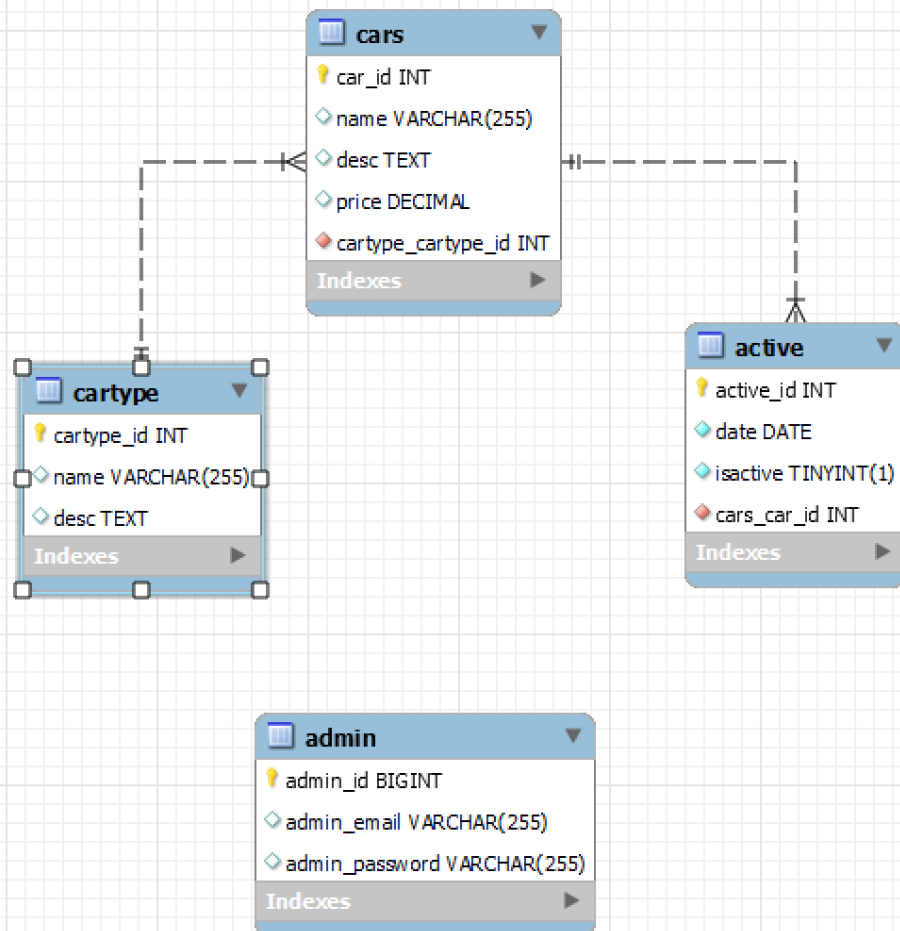 cars
car_id INT
name VARCHAR(255)
desc TEXT
price DECIMAL
cartype_cartype_id INT
Indexes
cartype
cartype_id INT
name VARCHAR(255)
desc TEXT
Indexes
active
active_id INT
date DATE
isactive TINYINT(1)
cars_car_id INT
Indexes
admin
admin_id BIGINT
admin_email VARCHAR(255)
admin_password VARCHAR(255)
Indexes